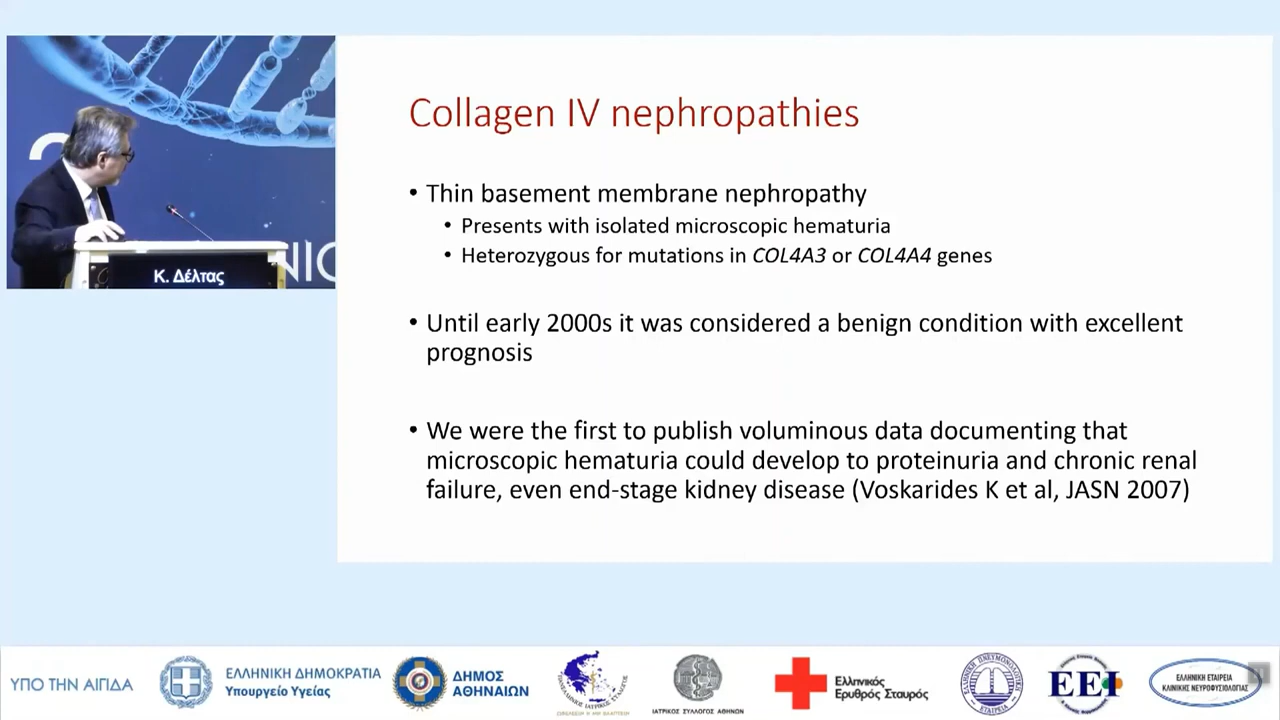 Collagen IV nephropathies
• Thin basement membrane nephropathy
• Presents with isolated microscopic hematuria
• Heterozygous for mutations in COL4A3 or COL4A4 genes
• Until early 2000s it was considered a benign condition with excellent
prognosis
• We were the first to publish voluminous data documenting that
microscopic hematuria could develop to proteinuria and chronic renal
failure, even end-stage kidney disease (Voskarides K et al, JASN 2007)
Κ. Δέλτας
ΥΠΟ ΤΗΝ ΑΙΓΙΔΑ
ΕΛΛΗΝΙΚΗ ΔΗΜΟΚΡΑΤΙΑ
Υπουργείο Υγείας
ΔΗΜΟΣ
ΑΘΗΝΑΙΩΝ
ΙΑΤΡΙΚΟΣ ΣΥΛΛΟΓΟΣ ΑΘΗΝΩΝ
Ελληνικός
Ερυθρός Σταυρός
ΕΕΙ
ΕΛΛΗΝΙΚΗ ΕΤΑΙΡΕΙΑ
ΚΛΙΝΙΚΗΣ ΝΕΥΡΟΦΥΣΙΟΛΟΓΙΑΣ